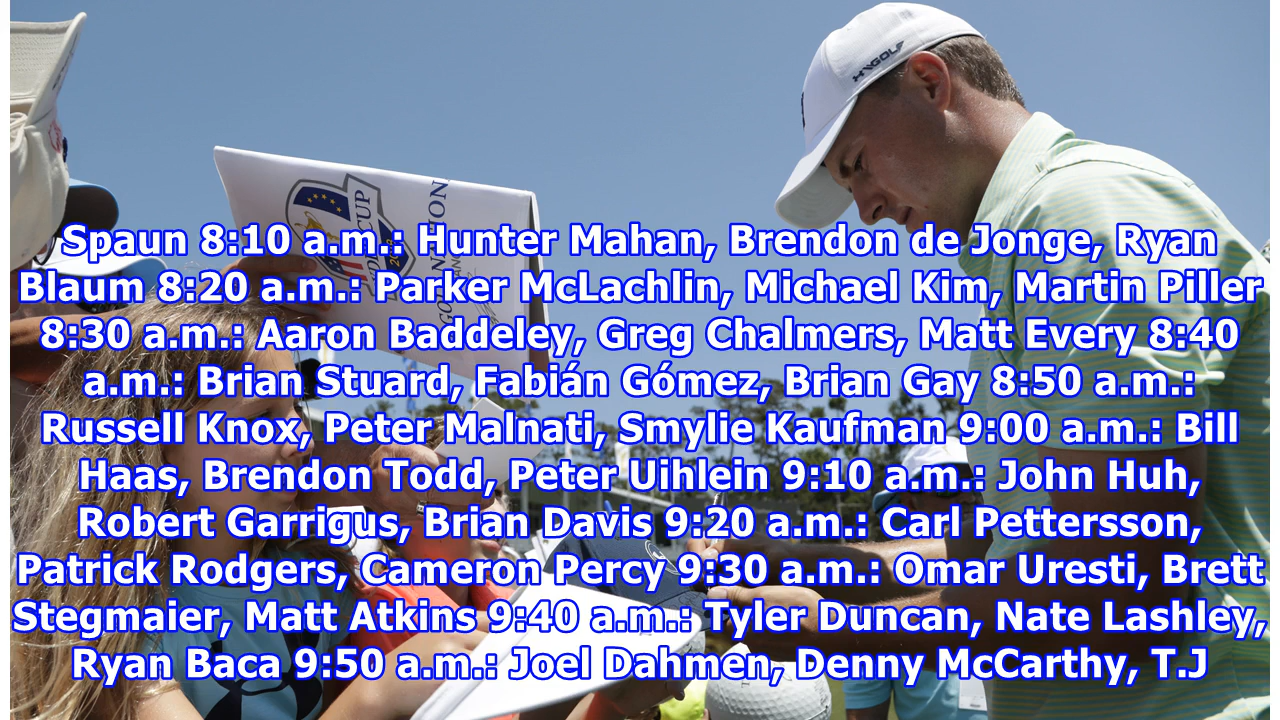 HYGOLF
CUP
NATION
Spaun 8:10 a.m.: Hunter Mahan, Brendon de Jonge, Ryan
Blaum 8:20 a.m.: Parker McLachlin, Michael Kim, Martin Piller
8:30 a.m.: Aaron Baddeley, Greg Chalmers, Matt Every 8:40
a.m.: Brian Stuard, Fabián Gómez, Brian Gay 8:50 a.m.:
Russell Knox, Peter Malnati, Smylie Kaufman 9:00 a.m.: Bill
Haas, Brendon Todd, Peter Uihlein 9:10 a.m.: John Huh,
Robert Garrigus, Brian Davis 9:20 a.m.: Carl Pettersson,
Patrick Rodgers, Cameron Percy 9:30 a.m.: Omar Uresti, Brett
Stegmaier, Matt Atkins 9:40 a.m.: Tyler Duncan, Nate Lashley,
Ryan Baca 9:50 a.m.: Joel Dahmen, Denny McCarthy, T.J